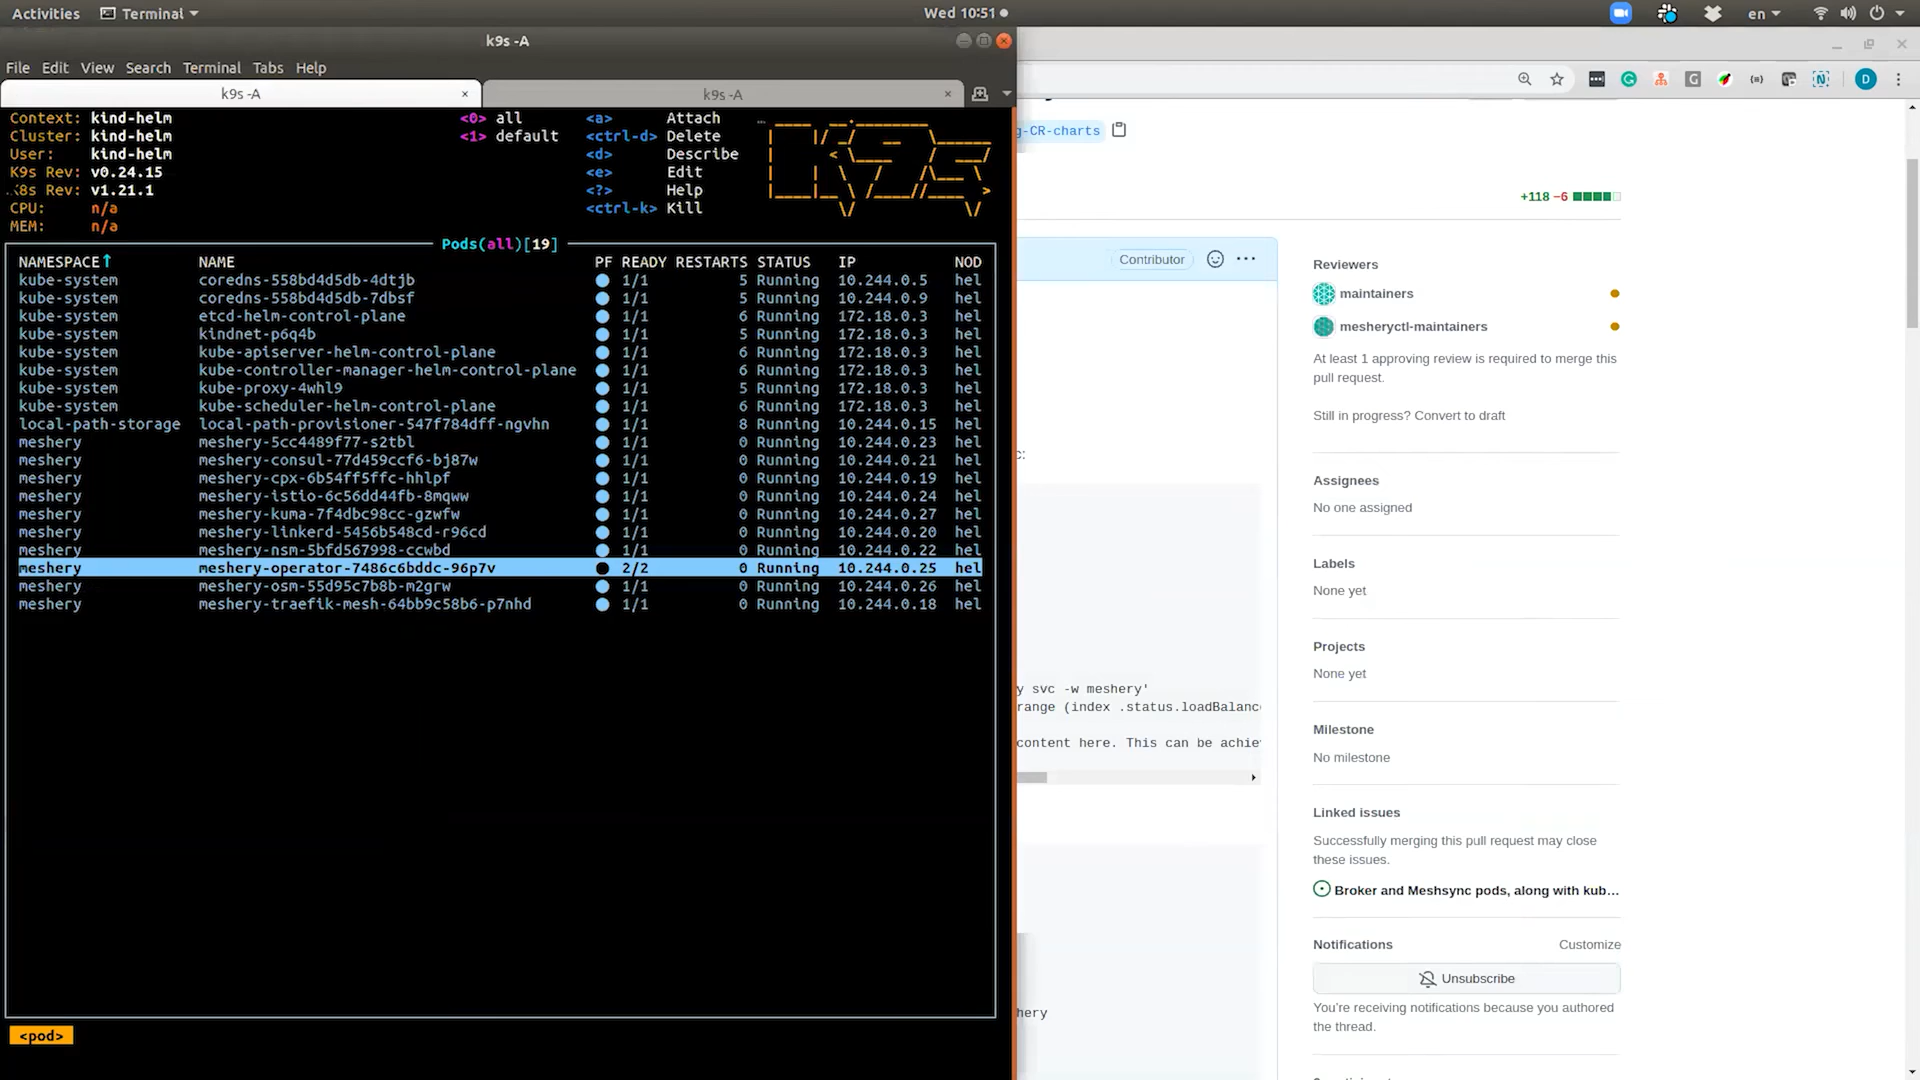 Activities Terminal Wed 10:51 en
k9s -A
File Edit View Search Terminal Tabs Help
k9s -A × k9s -A ×
Context: kind-helm <0> all <a> Attach
Cluster: kind-helm <1> default <ctrl-d> Delete
User: kind-helm <d> Describe
K9s Rev: v0.24.15 <e> Edit
K8s Rev: v1.21.1 <?> Help
CPU: n/a <ctrl-k> Kill
MEM: n/a
Pods(all)[19]
NAMESPACE↑ NAME PF READY RESTARTS STATUS IP NOD
kube-system coredns-558bd4d5db-4dtjb ● 1/1 5 Running 10.244.0.5 hel
kube-system coredns-558bd4d5db-7dbsf ● 1/1 5 Running 10.244.0.9 hel
kube-system etcd-helm-control-plane ● 1/1 6 Running 172.18.0.3 hel
kube-system kindnet-p6q4b ● 1/1 5 Running 172.18.0.3 hel
kube-system kube-apiserver-helm-control-plane ● 1/1 6 Running 172.18.0.3 hel
kube-system kube-controller-manager-helm-control-plane ● 1/1 6 Running 172.18.0.3 hel
kube-system kube-proxy-4whl9 ● 1/1 5 Running 172.18.0.3 hel
kube-system kube-scheduler-helm-control-plane ● 1/1 6 Running 172.18.0.3 hel
local-path-storage local-path-provisioner-547f784dff-ngvhn ● 1/1 8 Running 10.244.0.15 hel
meshery meshery-5cc4489f77-s2tbl ● 1/1 0 Running 10.244.0.23 hel
meshery meshery-consul-77d459ccf6-bj87w ● 1/1 0 Running 10.244.0.21 hel
meshery meshery-cpx-6b54ff5ffc-hhlpf ● 1/1 0 Running 10.244.0.19 hel
meshery meshery-istio-6c56dd44fb-8mqww ● 1/1 0 Running 10.244.0.24 hel
meshery meshery-kuma-7f4dbc98cc-gzwfw ● 1/1 0 Running 10.244.0.27 hel
meshery meshery-linkerd-5456b548cd-r96cd ● 1/1 0 Running 10.244.0.20 hel
meshery meshery-nsm-5bfd567998-ccwbd ● 1/1 0 Running 10.244.0.22 hel
meshery meshery-operator-7486c6bddc-96p7v ● 2/2 0 Running 10.244.0.25 hel
meshery meshery-osm-55d95c7b8b-m2grw ● 1/1 0 Running 10.244.0.26 hel
meshery meshery-traefik-mesh-64bb9c58b6-p7nhd ● 1/1 0 Running 10.244.0.18 hel
<pod>
D
g-CR-charts
+118 −6
Contributor
c:
y svc -w meshery'
range (index .status.loadBalanc
content here. This can be achie
hery
Reviewers
maintainers
mesheryctl-maintainers
At least 1 approving review is required to merge this
pull request.
Still in progress? Convert to draft
Assignees
No one assigned
Labels
None yet
Projects
None yet
Milestone
No milestone
Linked issues
Successfully merging this pull request may close
these issues.
Broker and Meshsync pods, along with kub...
Notifications Customize
Unsubscribe
You're receiving notifications because you authored
the thread.